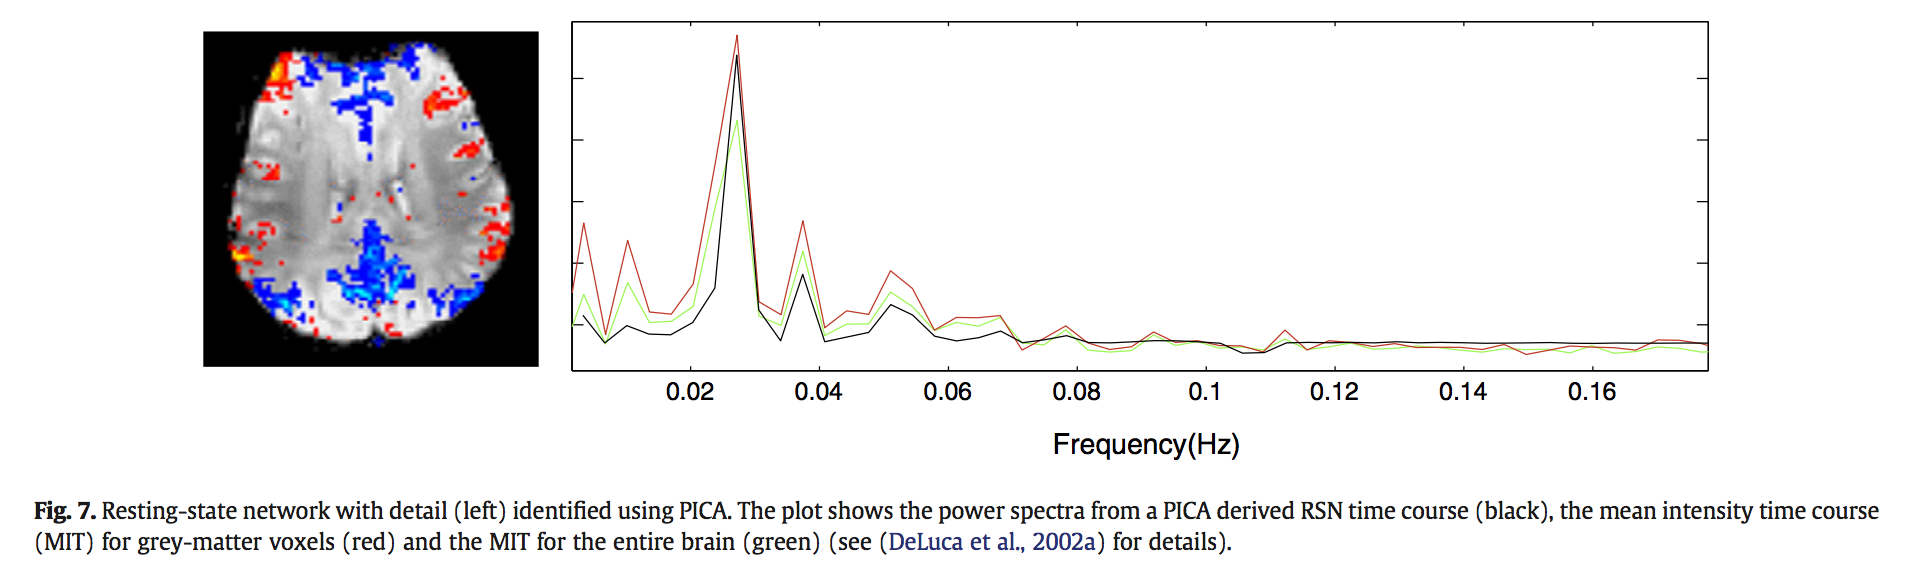 0.02 0.04 0.06 0.08 0.1 0.12 0.14 0.16
Frequency(Hz)
Fig. 7. Resting-state network with detail (left) identified using PICA. The plot shows the power spectra from a PICA derived RSN time course (black), the mean intensity time course
(MIT) for grey-matter voxels (red) and the MIT for the entire brain (green) (see (DeLuca et al., 2002a) for details).